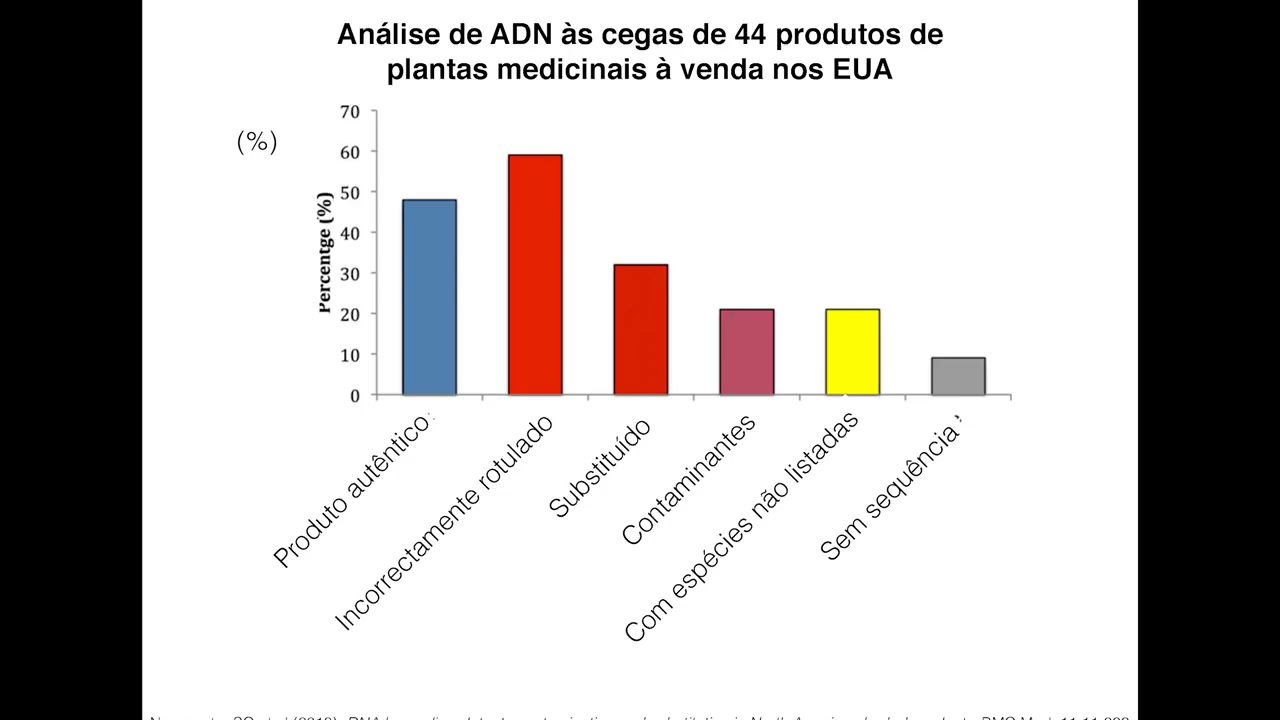 Análise de ADN às cegas de 44 produtos de
plantas medicinais à venda nos EUA
(%)
Percentge (%)
70
60
50
40
30
20
10
0
Produto autêntico
Incorrectamente rotulado
Substituído
Contaminantes
Com espécies não listadas
Sem sequência